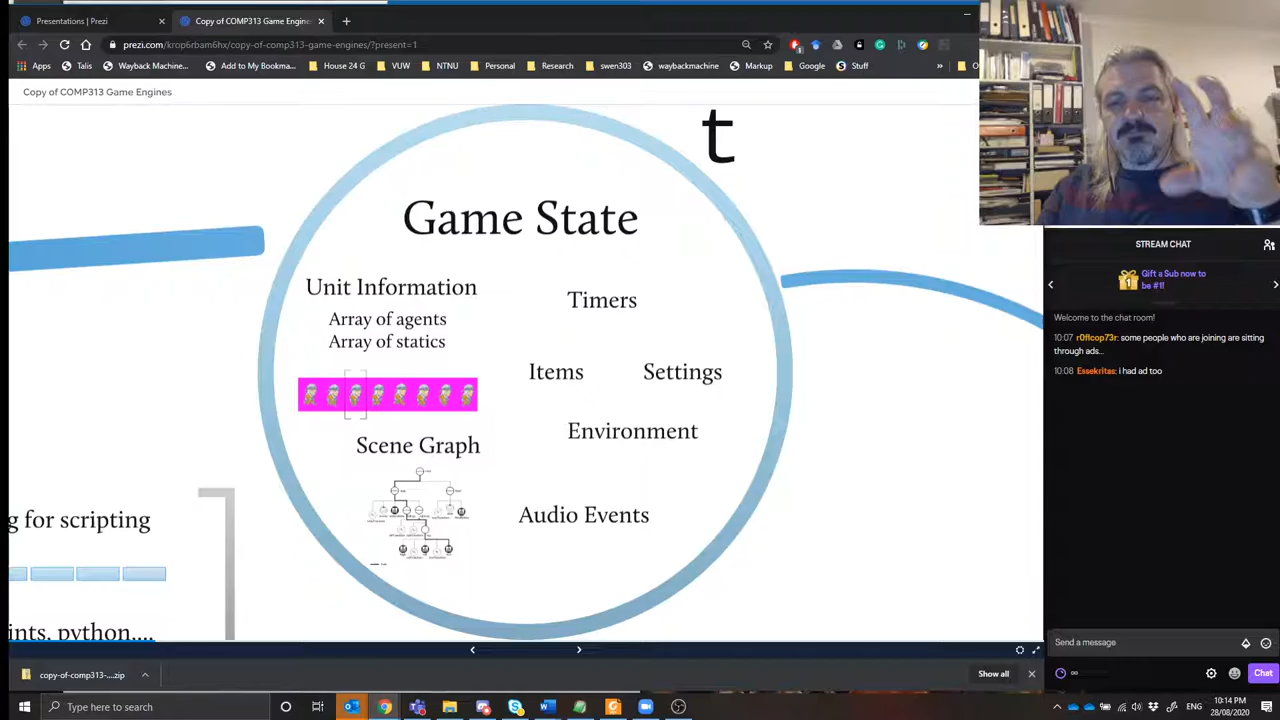 Presentations | Prezi
Copy of COMP313 Game Engine
prezi.com/krop6rbam6hx/copy-of-comp313-game-engines/?present=1
Apps
Talis
Wayback Machine...
Add to My Bookma...
House 24 G
VUW
NTNU
Personal
Research
swen303
waybackmachine
Markup
Google
Stuff
»
Copy of COMP313 Game Engines
t
Game State
Unit Information
Array of agents
Array of statics
Timers
Items
Settings
Environment
Scene Graph
Audio Events
g for scripting
ints, python,...
STREAM CHAT
Gift a Sub now to
be #1!
Welcome to the chat room!
10:07 r0ffcop73r: some people who are joining are sitting
through ads...
10:08 Essekritas: i had ad too
Send a message
Chat
copy-of-comp313-....zip
Show all
Type here to search
ENG
10:14 PM
28/08/2020